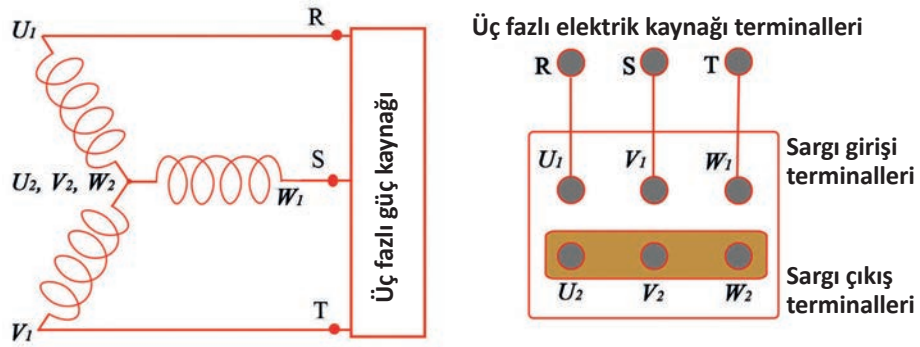 U1
R
U2, V2, W2
S
W1
T
V1
Üç fazlı güç kaynağı
Üç fazlı elektrik kaynağı terminalleri
R S T
U1 V1 W1
Sargı girişi
terminalleri
U2 V2 W2
Sargı çıkış
terminalleri